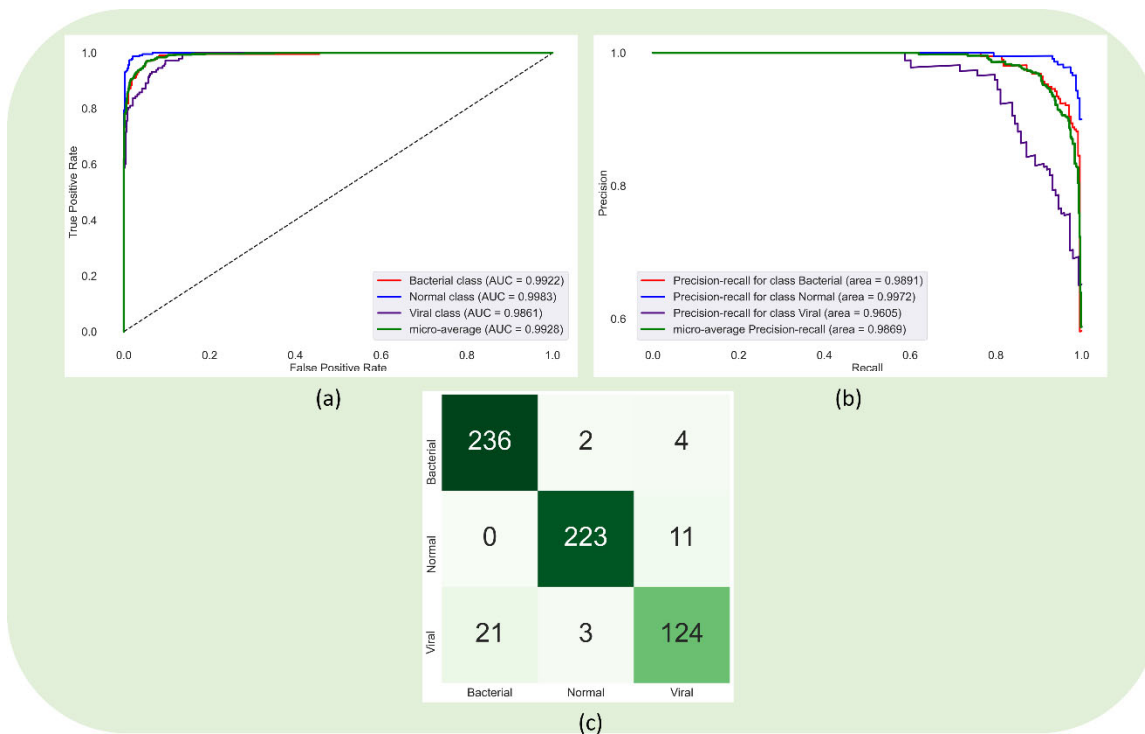 1.0
0.8
0.6
0.4
0.2
0.0
True Positive Rate
Bacterial class (AUC = 0.9922)
Normal class (AUC = 0.9983)
Viral class (AUC = 0.9861)
micro-average (AUC = 0.9928)
0.0 0.2 0.4 0.6 0.8 1.0
False Positive Rate
(a)
1.0
0.8
0.6
Precision
Precision-recall for class Bacterial (area = 0.9891)
Precision-recall for class Normal (area = 0.9972)
Precision-recall for class Viral (area = 0.9605)
micro-average Precision-recall (area = 0.9869)
0.0 0.2 0.4 0.6 0.8 1.0
Recall
(b)
Bacterial 236 2 4
Normal 0 223 11
Viral 21 3 124
Bacterial Normal Viral
(c)